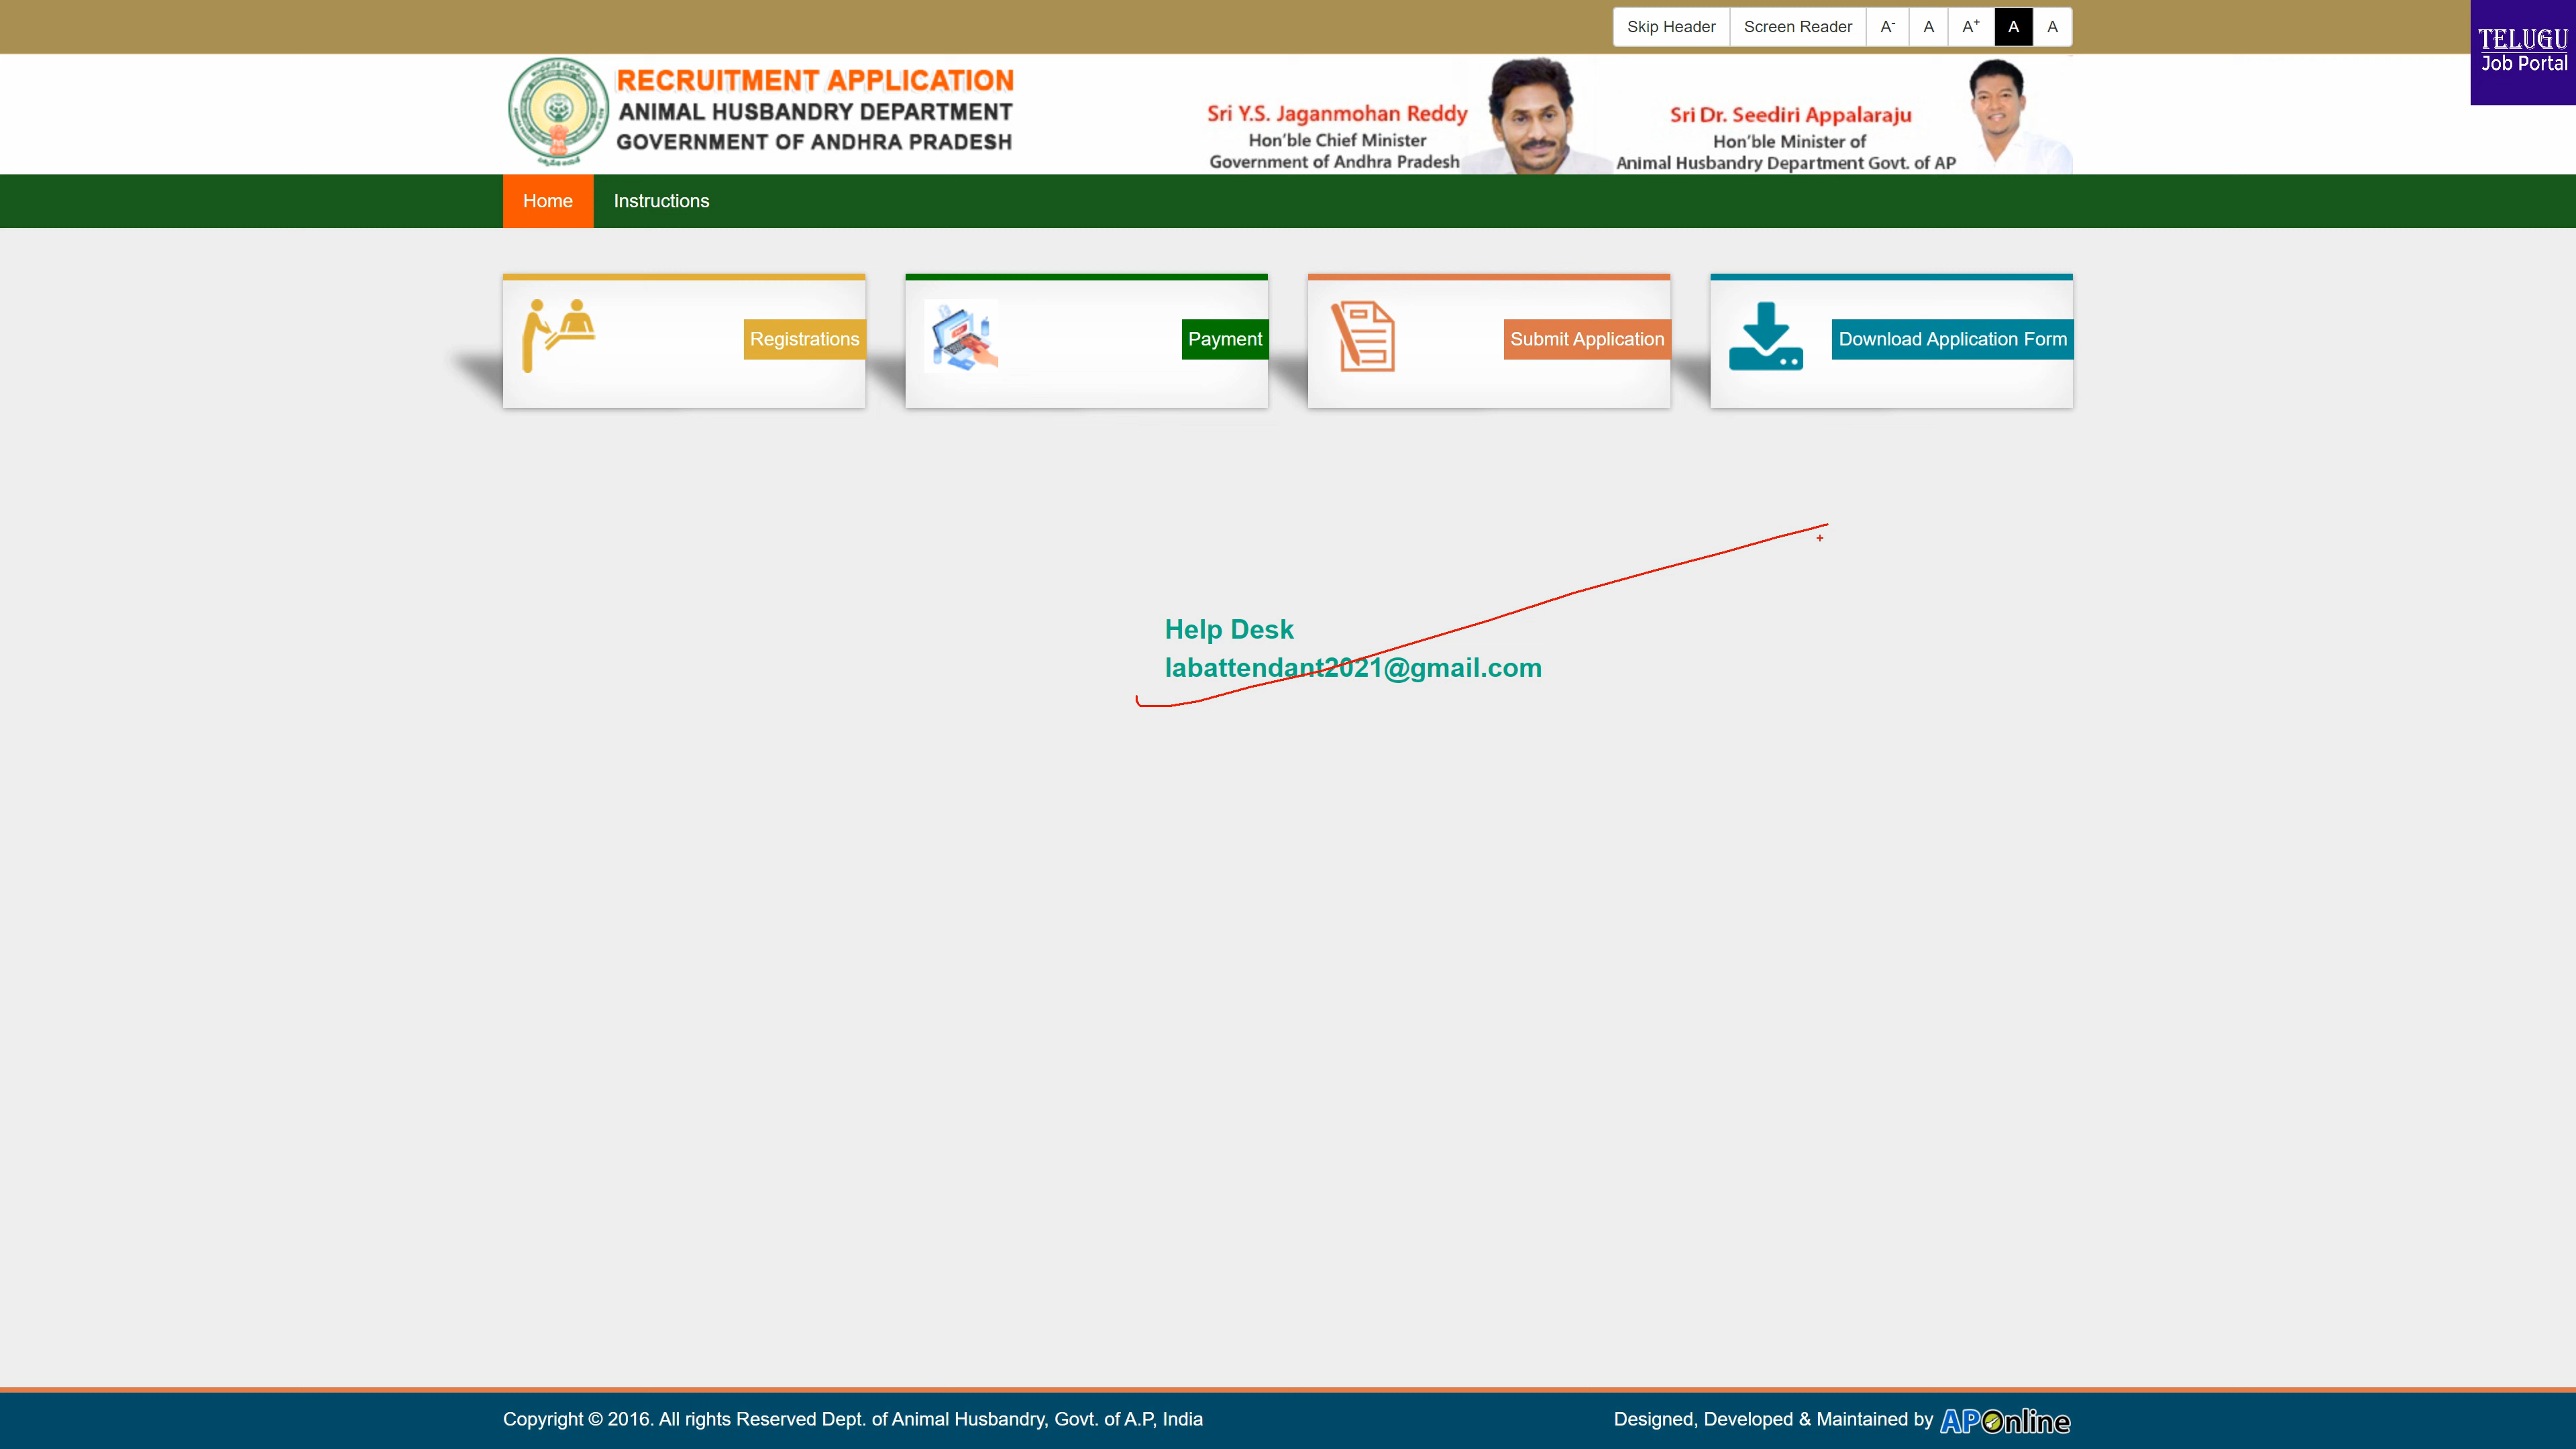 Skip Header Screen Reader A- A A+ A A
TELUGU
Job Portal
RECRUITMENT APPLICATION
ANIMAL HUSBANDRY DEPARTMENT
GOVERNMENT OF ANDHRA PRADESH
Sri Y.S. Jaganmohan Reddy
Hon'ble Chief Minister
Government of Andhra Pradesh
Sri Dr. Seediri Appalaraju
Hon'ble Minister of
Animal Husbandry Department Govt. of AP
Home Instructions
Registrations
Payment
Submit Application
Download Application Form
Help Desk
labattendant2021@gmail.com
Copyright © 2016. All rights Reserved Dept. of Animal Husbandry, Govt. of A.P, India
Designed, Developed & Maintained by APOnline